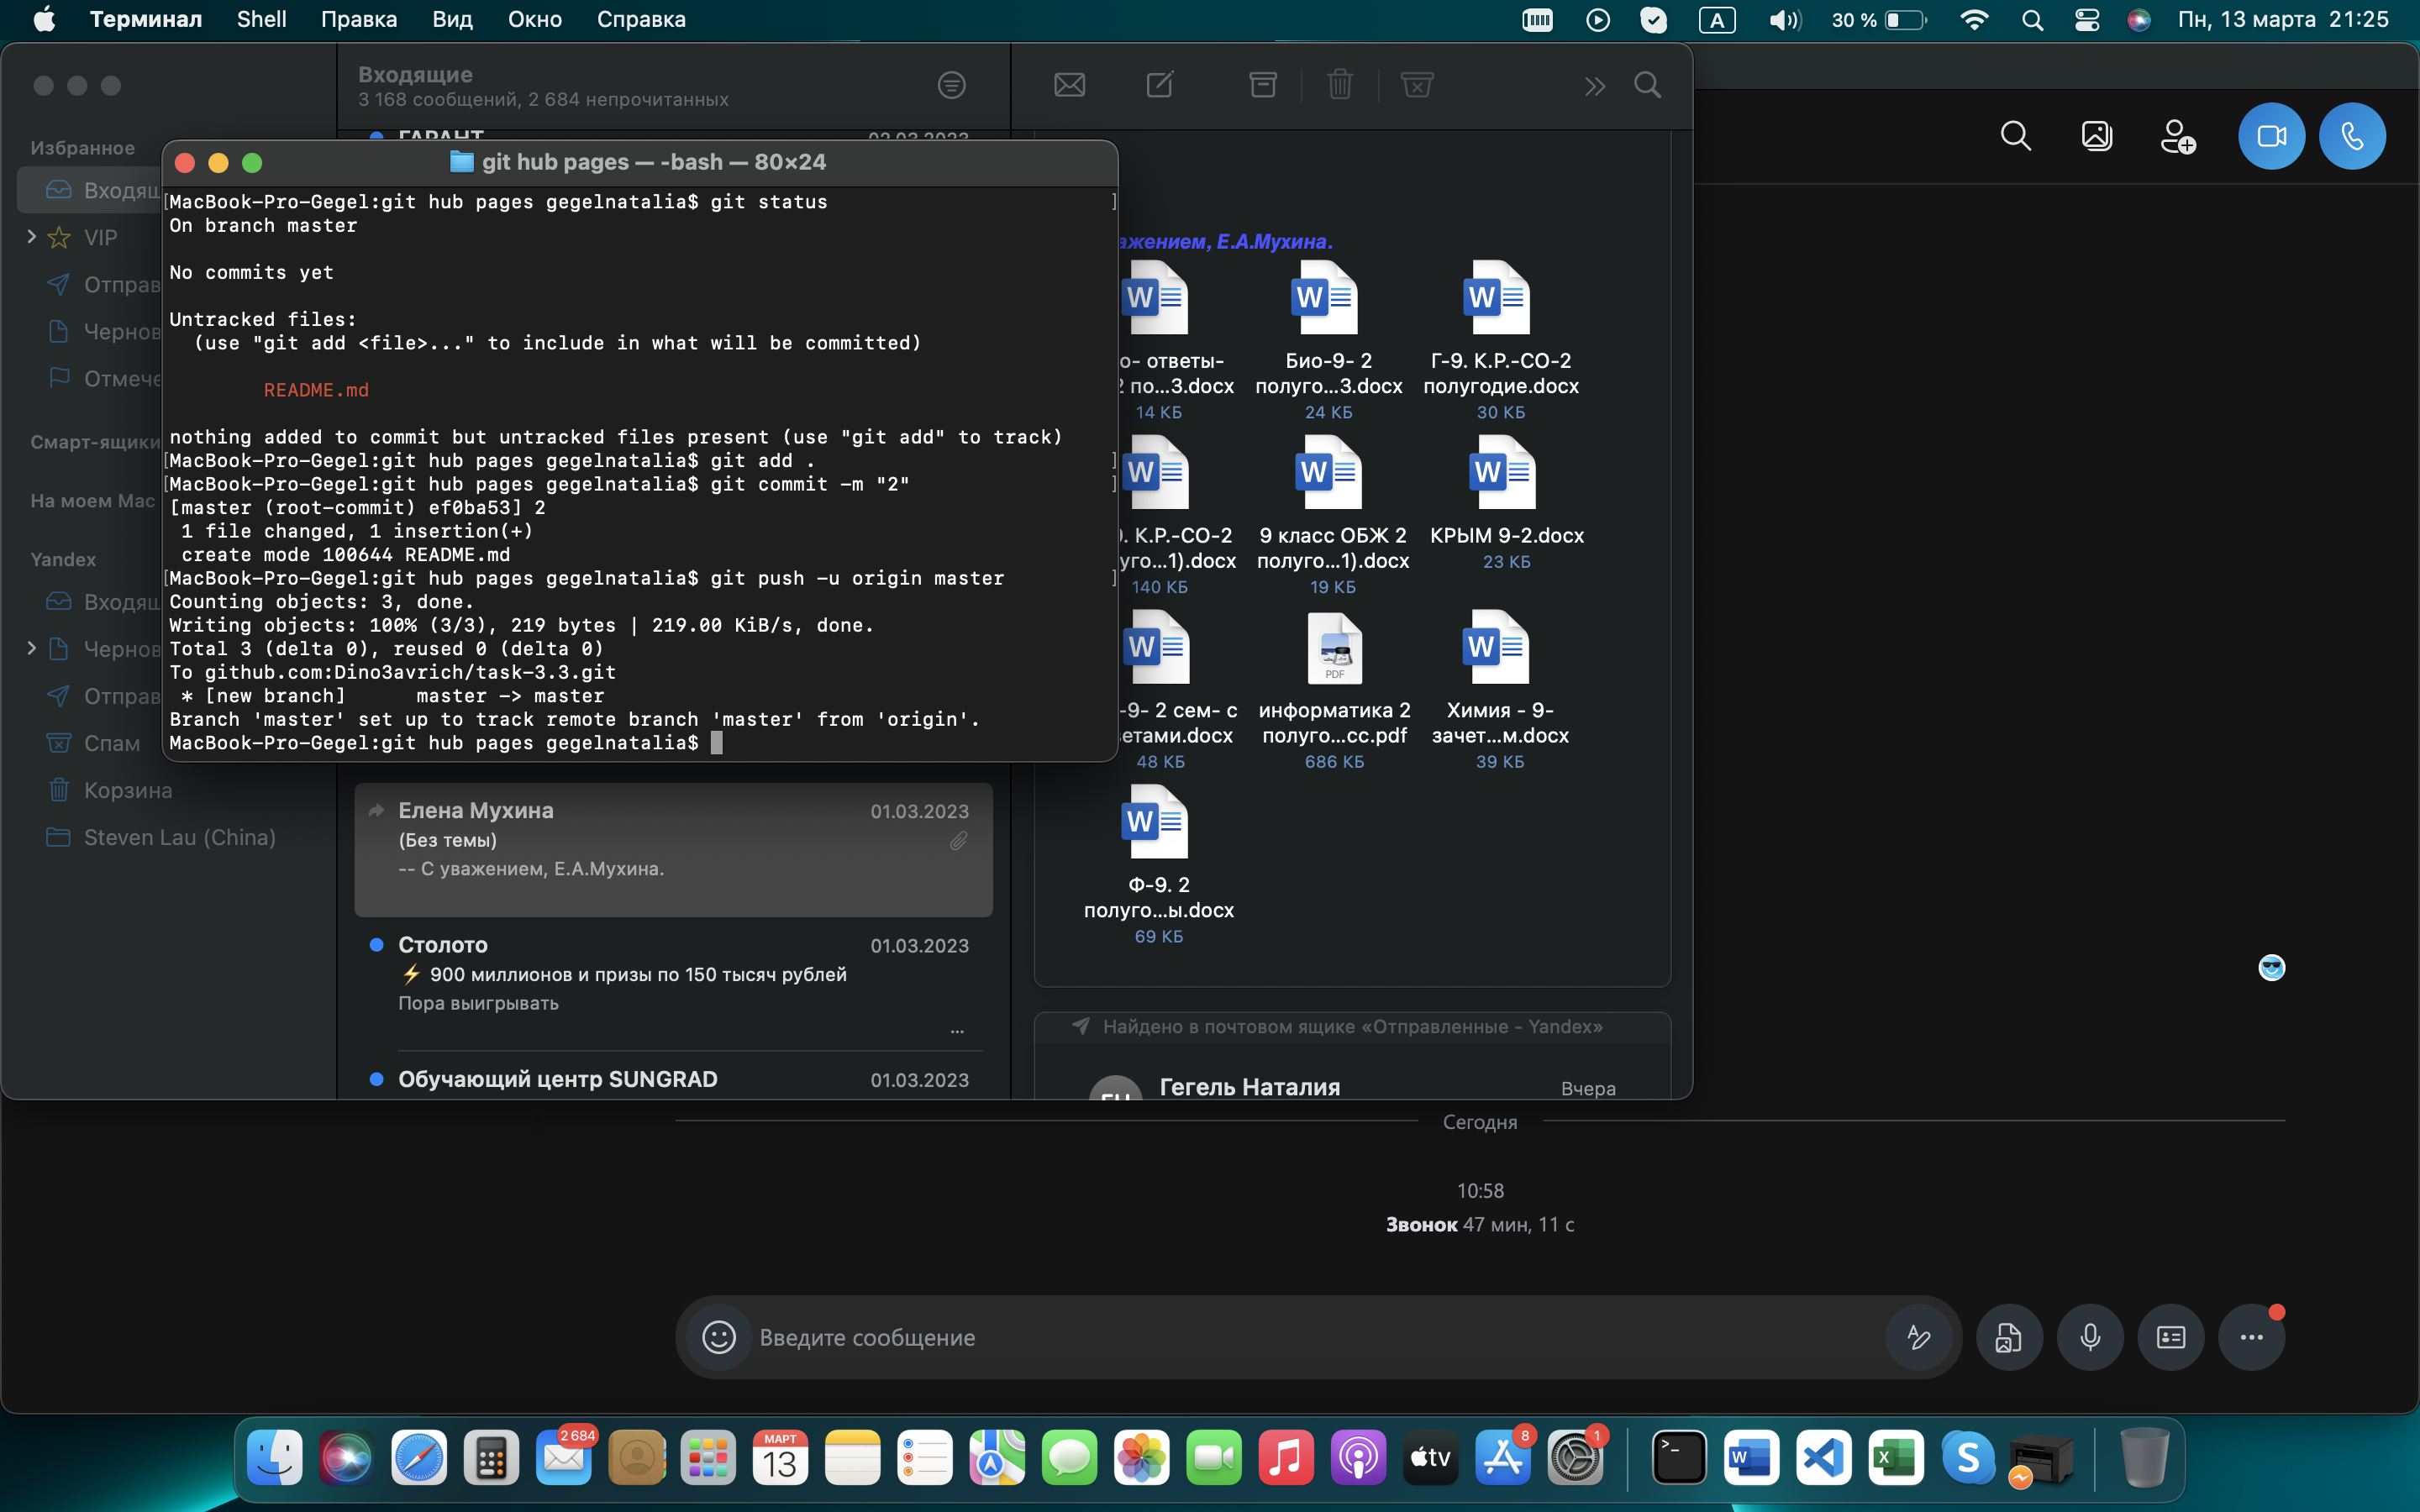 Терминал Shell Правка Вид Окно Справка
A 30 % Пн, 13 марта 21:25
Входящие
3 168 сообщений, 2 684 непрочитанных
Избранное
Входящ
VIP
Отправ
Чернов
Отмече
Смарт-ящики
На моем Mac
Yandex
Входящ
Чернов
Отправ
Спам
Корзина
Steven Lau (China)
ГАРАНТ 02.03.2023
git hub pages — -bash — 80×24
[MacBook-Pro-Gegel:git hub pages gegelnatalia$ git status ]
On branch master
No commits yet
Untracked files:
(use "git add <file>..." to include in what will be committed)
README.md
nothing added to commit but untracked files present (use "git add" to track)
[MacBook-Pro-Gegel:git hub pages gegelnatalia$ git add . ]
[MacBook-Pro-Gegel:git hub pages gegelnatalia$ git commit -m "2" ]
[master (root-commit) ef0ba53] 2
1 file changed, 1 insertion(+)
create mode 100644 README.md
[MacBook-Pro-Gegel:git hub pages gegelnatalia$ git push -u origin master ]
Counting objects: 3, done.
Writing objects: 100% (3/3), 219 bytes | 219.00 KiB/s, done.
Total 3 (delta 0), reused 0 (delta 0)
To github.com:Dino3avrich/task-3.3.git
* [new branch] master -> master
Branch 'master' set up to track remote branch 'master' from 'origin'.
MacBook-Pro-Gegel:git hub pages gegelnatalia$
Елена Мухина 01.03.2023
(Без темы)
-- С уважением, Е.А.Мухина.
Столото 01.03.2023
⚡ 900 миллионов и призы по 150 тысяч рублей
Пора выигрывать
...
Обучающий центр SUNGRAD 01.03.2023
ажением, Е.А.Мухина.
о- ответы-
2 по...3.docx
14 КБ
Био-9- 2
полуго...3.docx
24 КБ
Г-9. К.Р.-СО-2
полугодие.docx
30 КБ
). К.Р.-СО-2
уго...1).docx
140 КБ
9 класс ОБЖ 2
полуго...1).docx
19 КБ
КРЫМ 9-2.docx
23 КБ
-9- 2 сем- с
етами.docx
48 КБ
PDF
информатика 2
полуго...сс.pdf
686 КБ
Химия - 9-
зачет...м.docx
39 КБ
Ф-9. 2
полуго...ы.docx
69 КБ
Найдено в почтовом ящике «Отправленные - Yandex»
Гегель Наталия Вчера
Сегодня
10:58
Звонок 47 мин, 11 с
Введите сообщение
2 684
МАРТ
13
tv
8
1